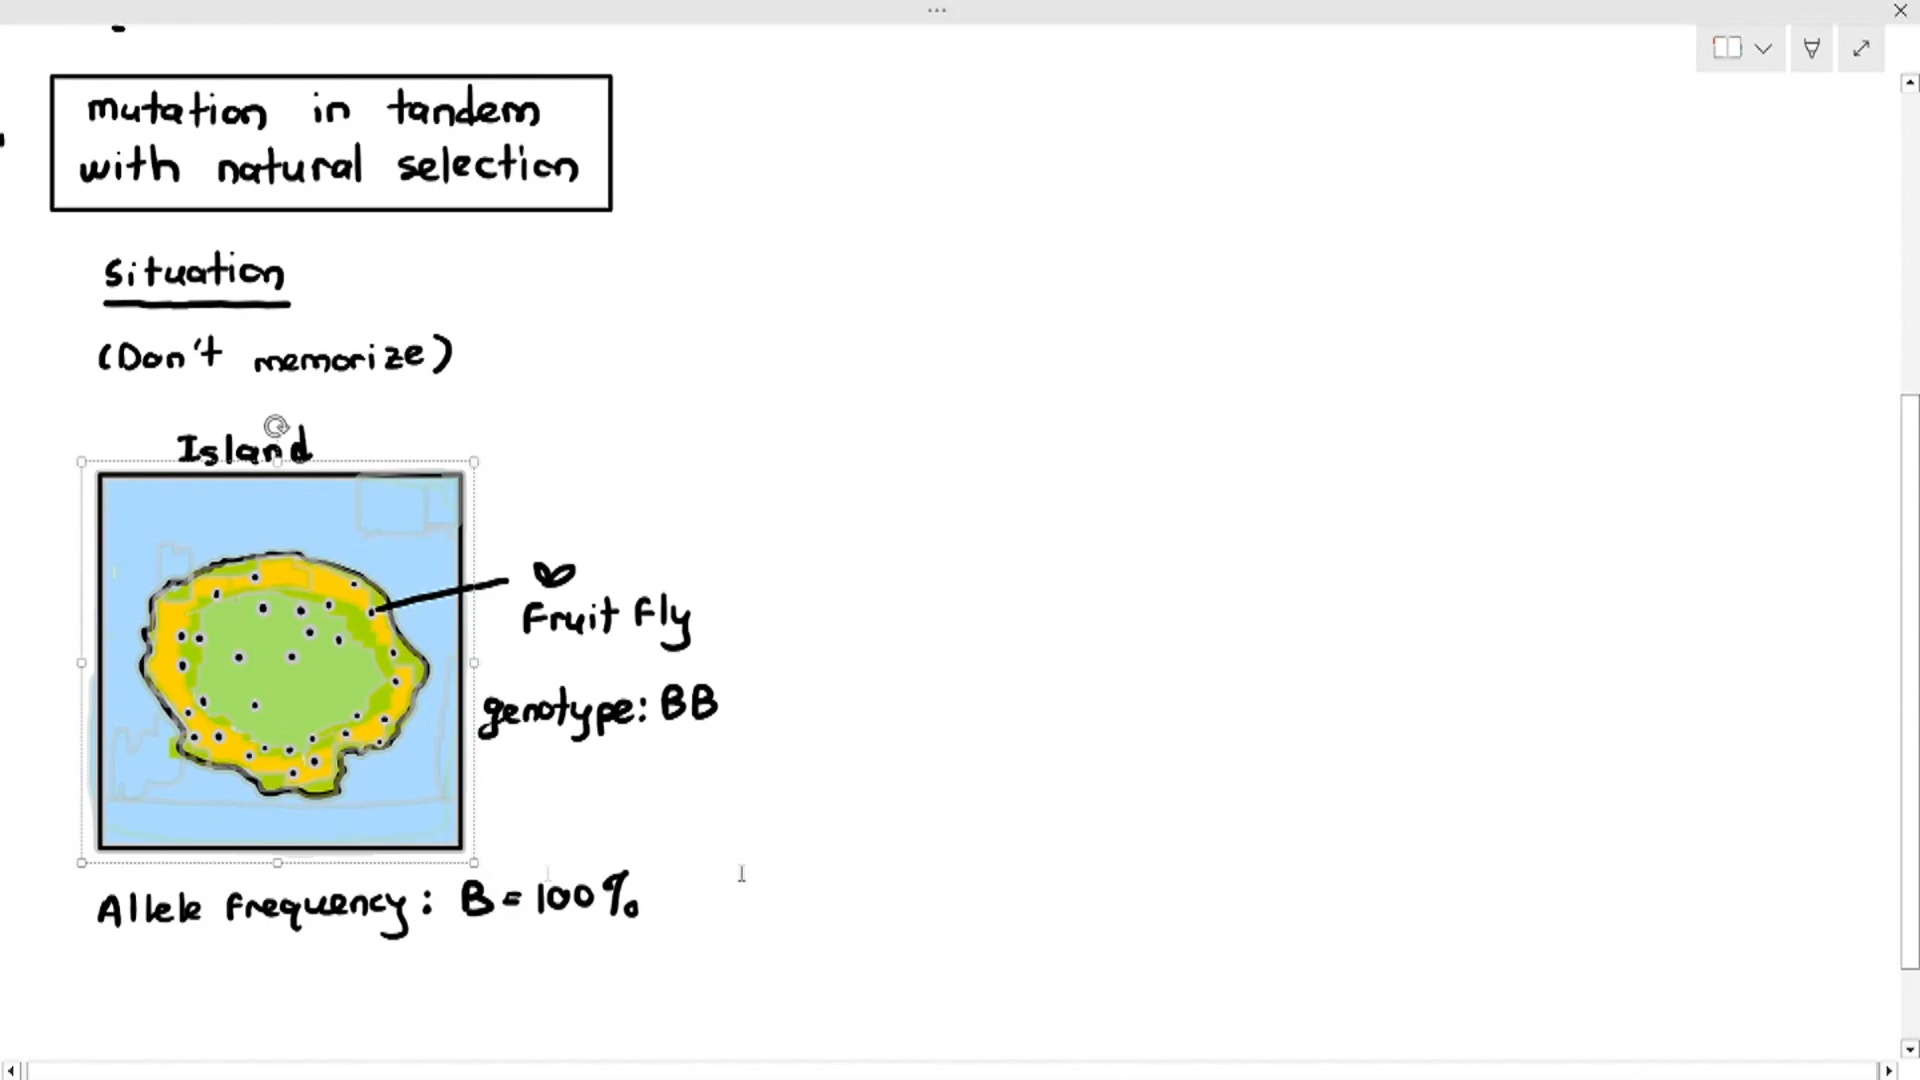 mutation in tandem
with natural selection
situation
(Don't memorize)
Island
Fruit Fly
genotype: BB
Allele frequency: B = 100%